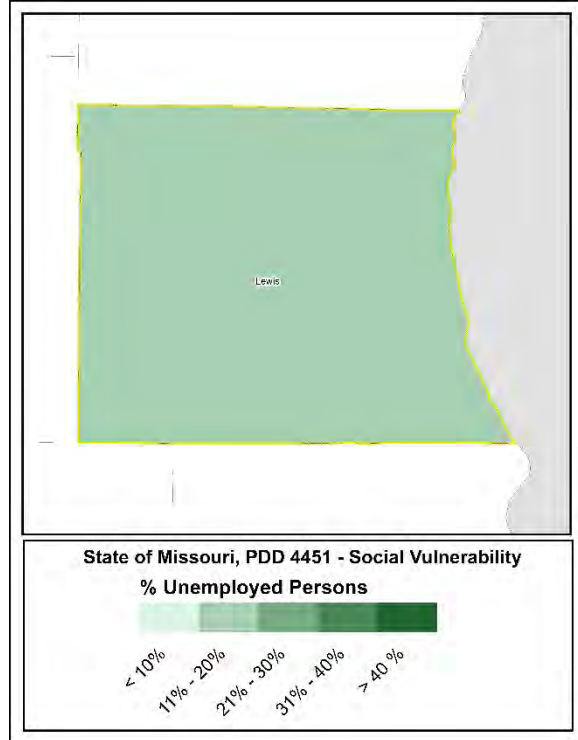 Lewis
State of Missouri, PDD 4451 - Social Vulnerability
% Unemployed Persons
< 10%
11% - 20%
21% - 30%
31% - 40%
> 40 %